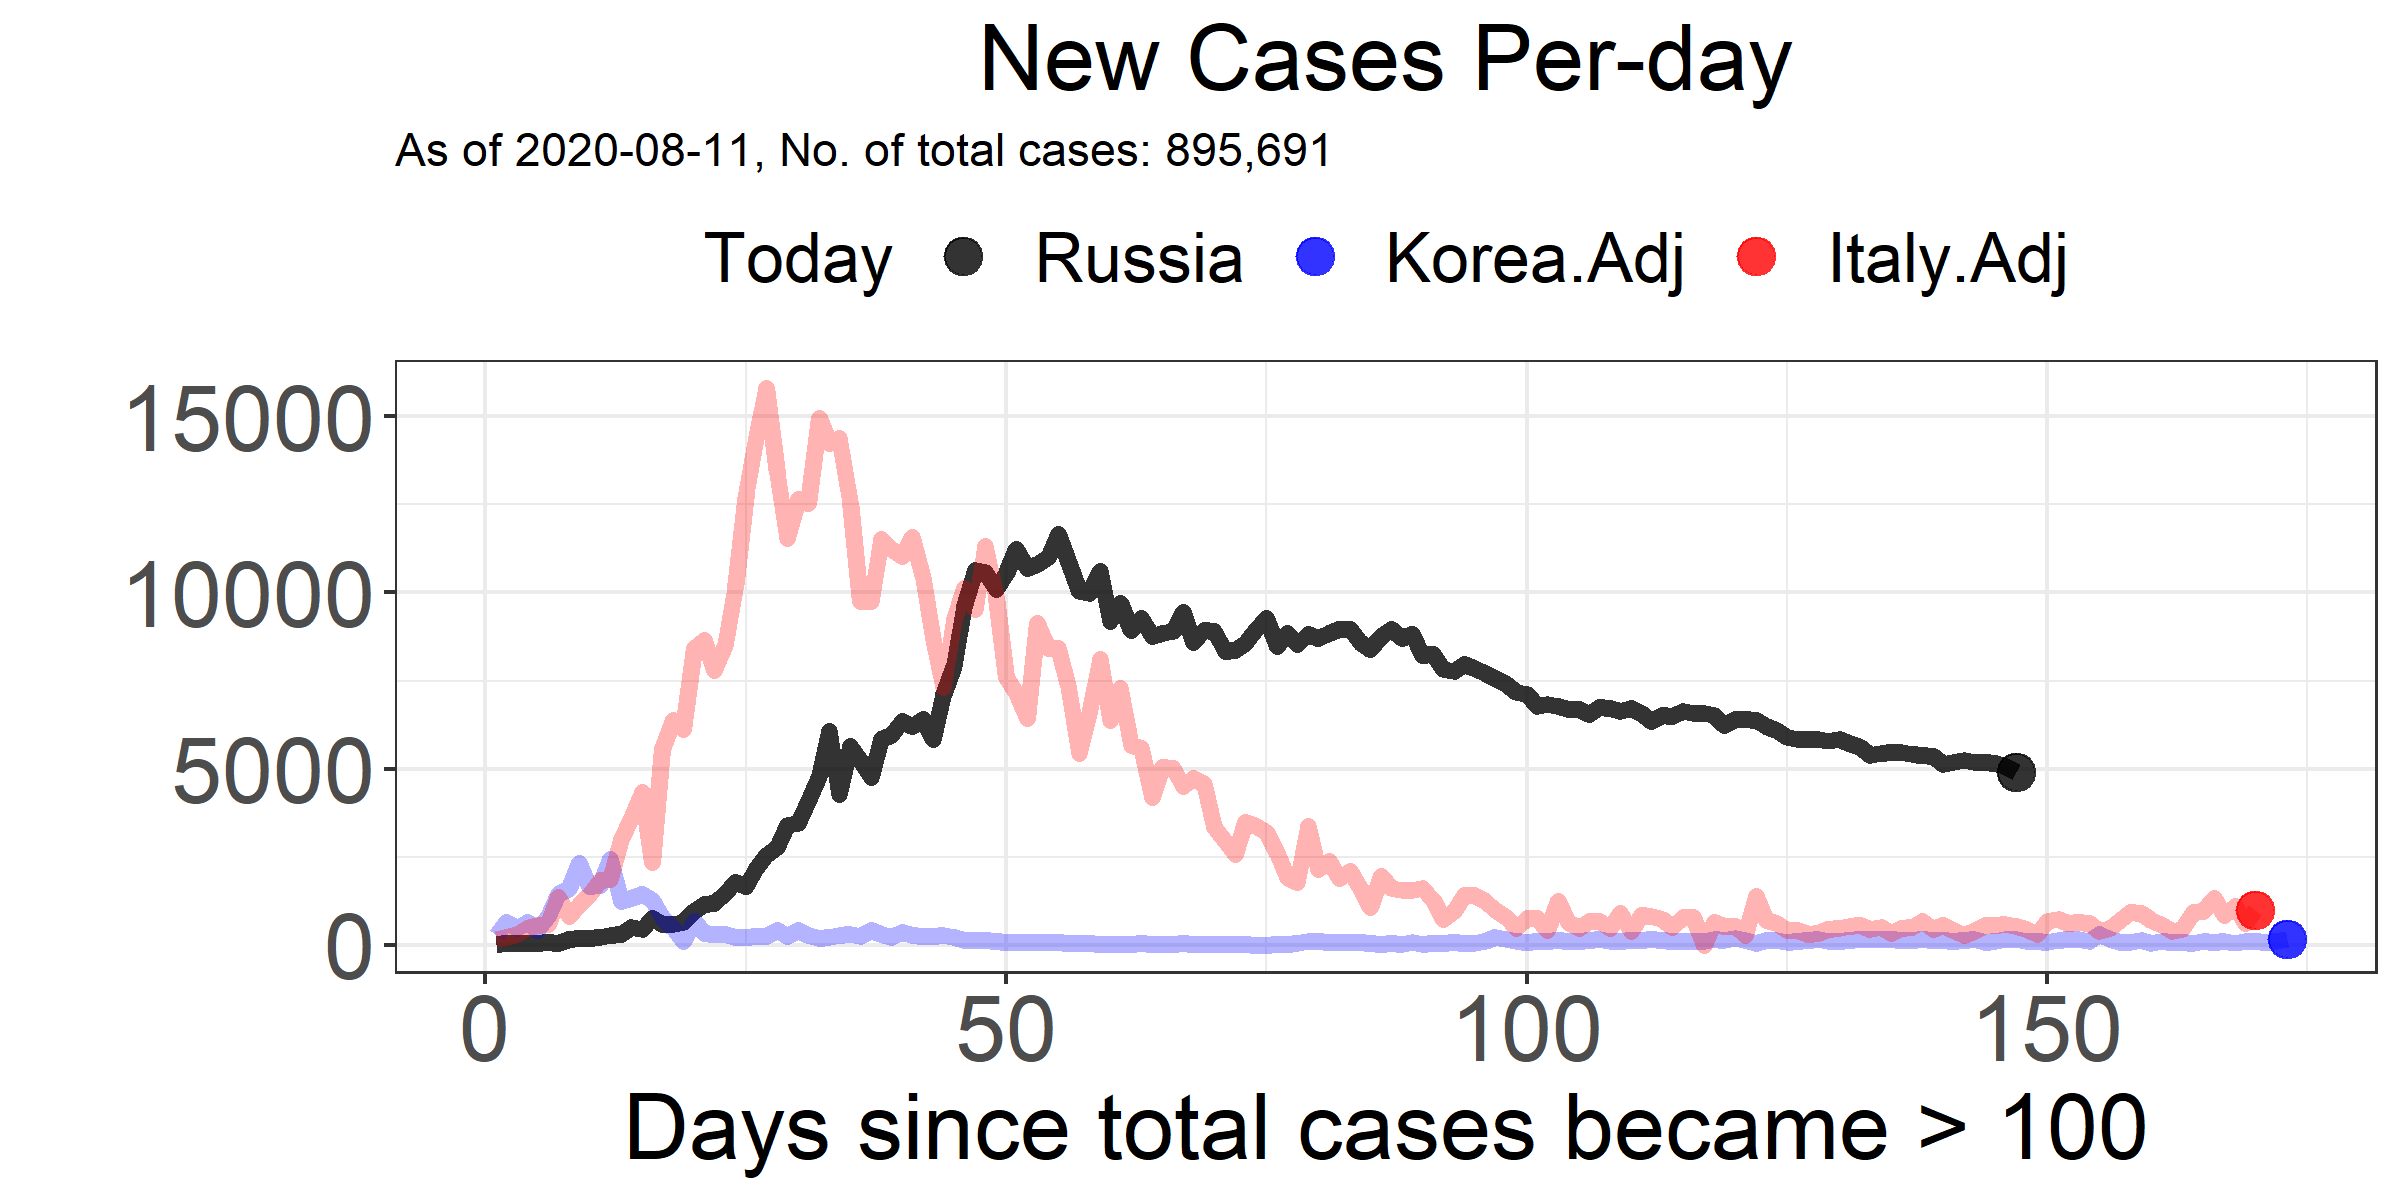 New Cases Per-day
As of 2020-08-11, No. of total cases: 895,691
Today Russia Korea.Adj Italy.Adj
15000
10000
5000
0
0 50 100 150
Days since total cases became > 100